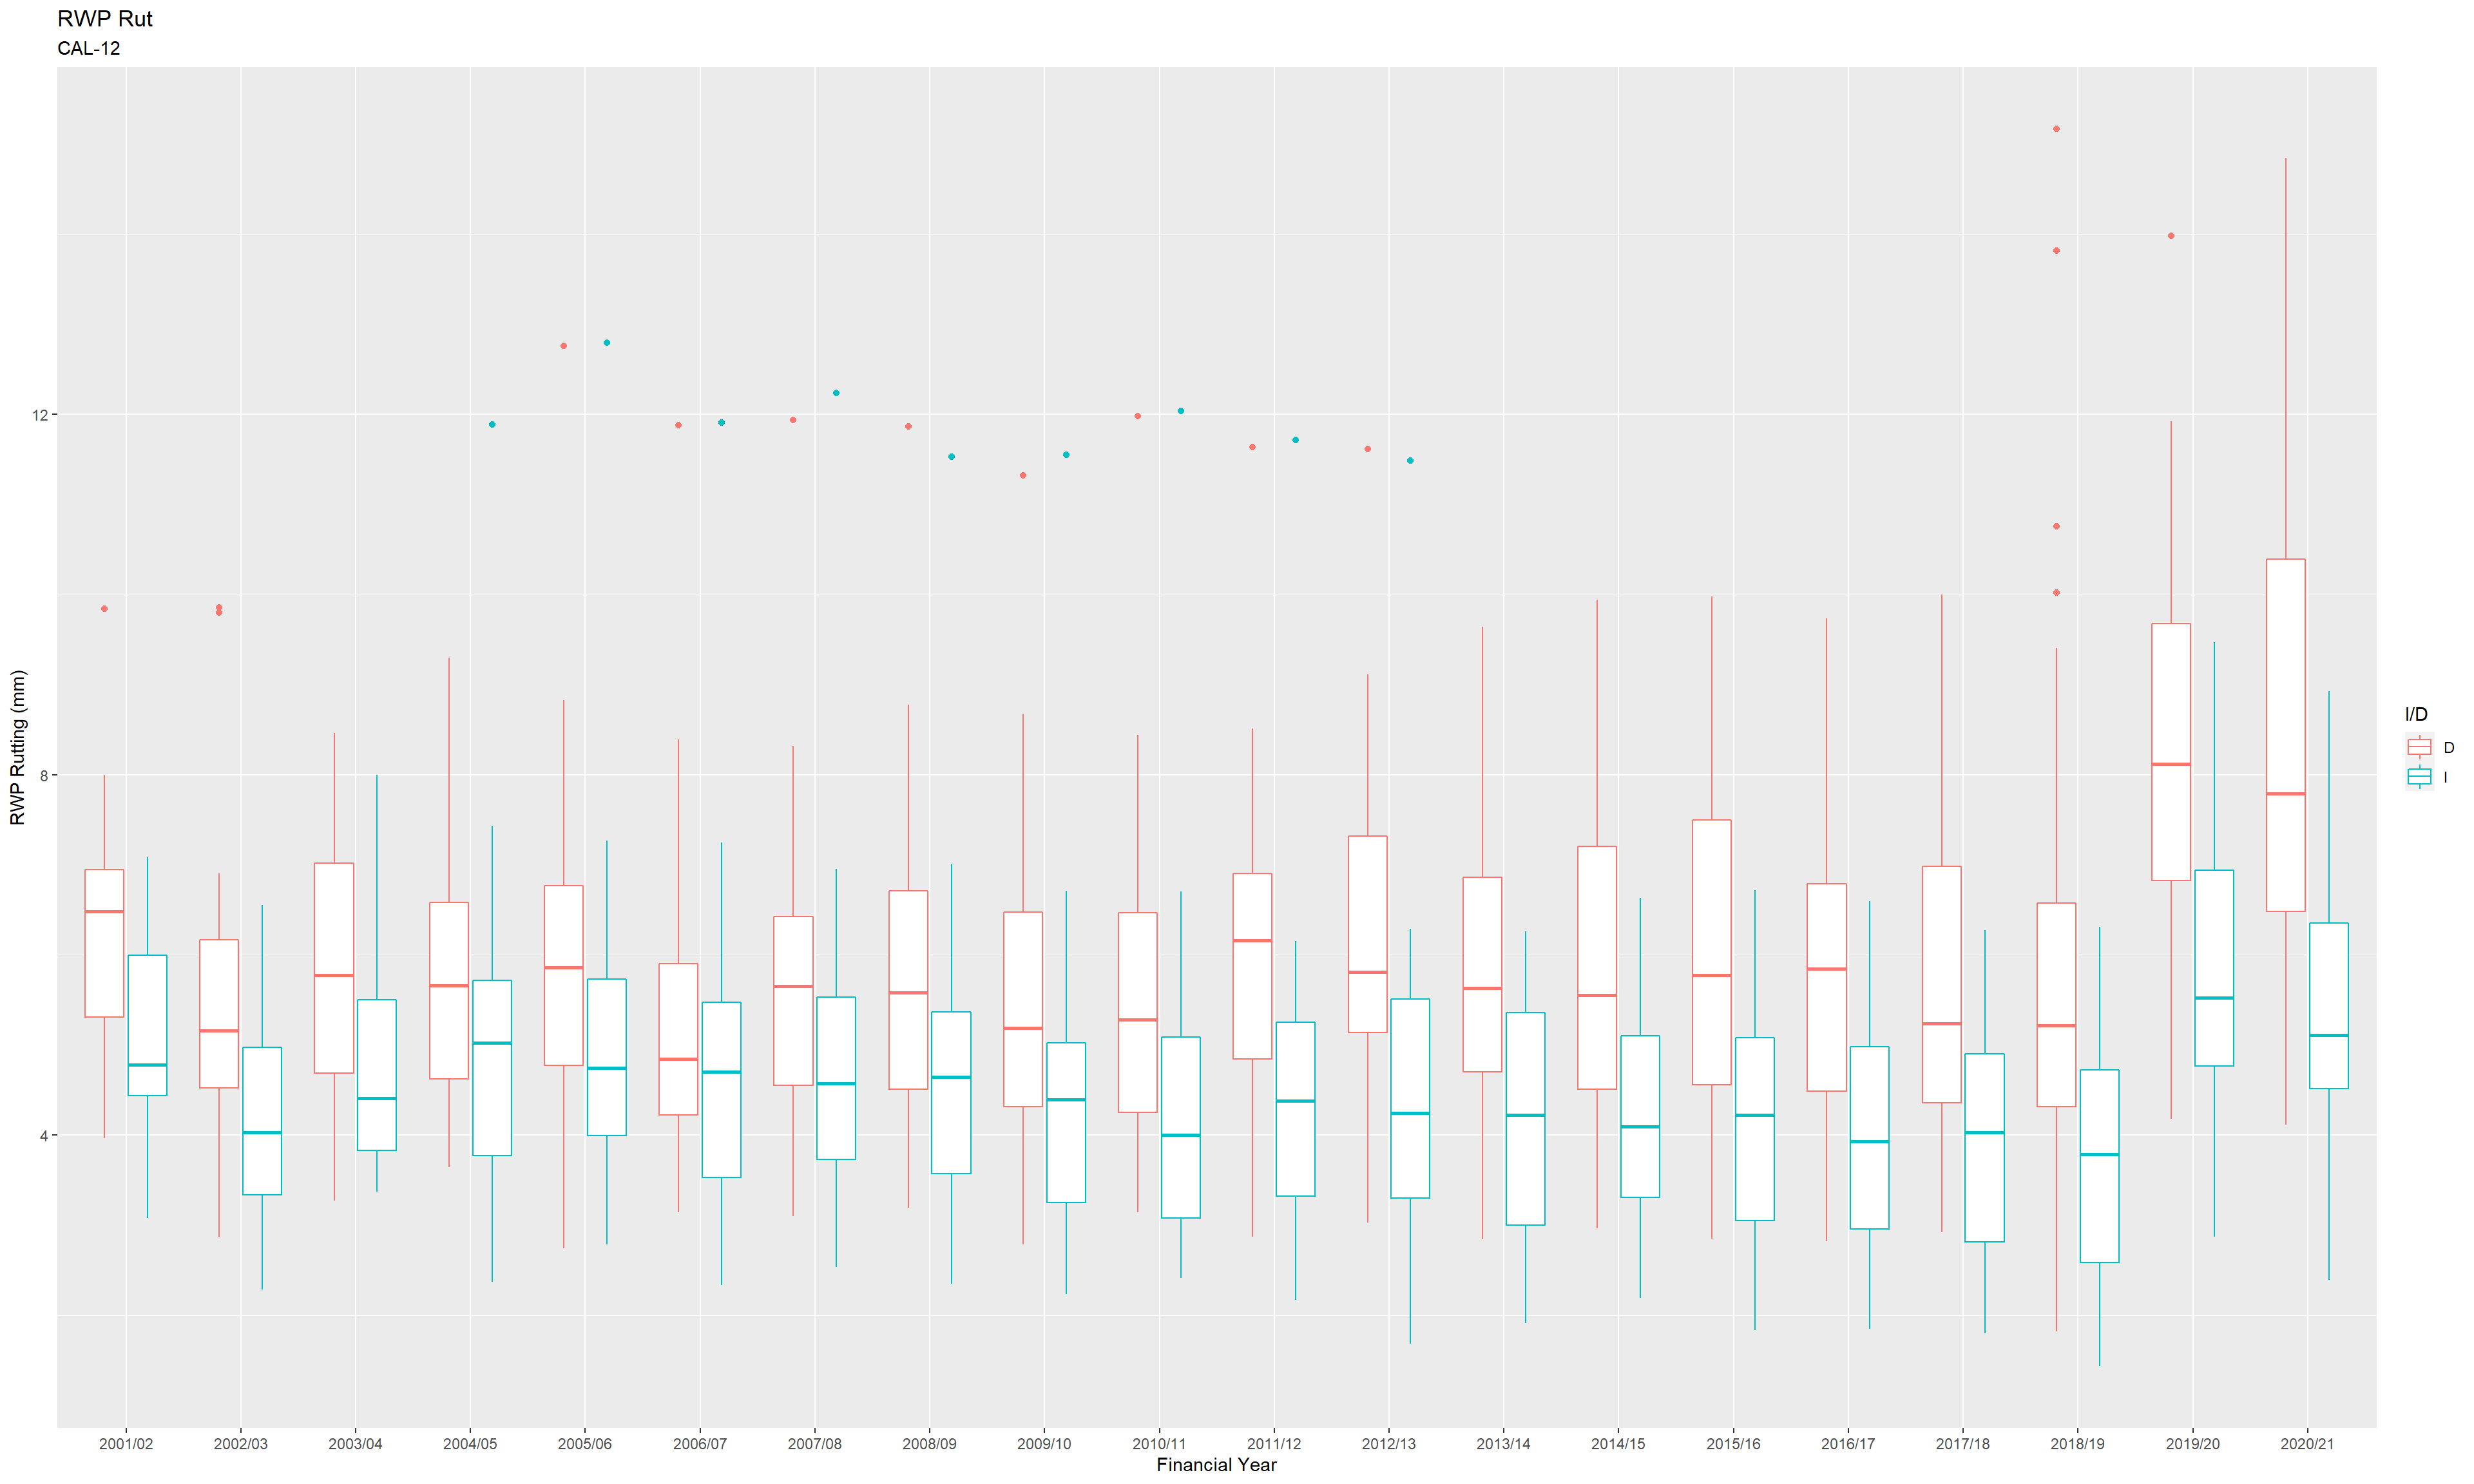 RWP Rut
CAL-12
RWP Rutting (mm)
12
8
4
2001/02 2002/03 2003/04 2004/05 2005/06 2006/07 2007/08 2008/09 2009/10 2010/11 2011/12 2012/13 2013/14 2014/15 2015/16 2016/17 2017/18 2018/19 2019/20 2020/21
Financial Year
I/D
D
I